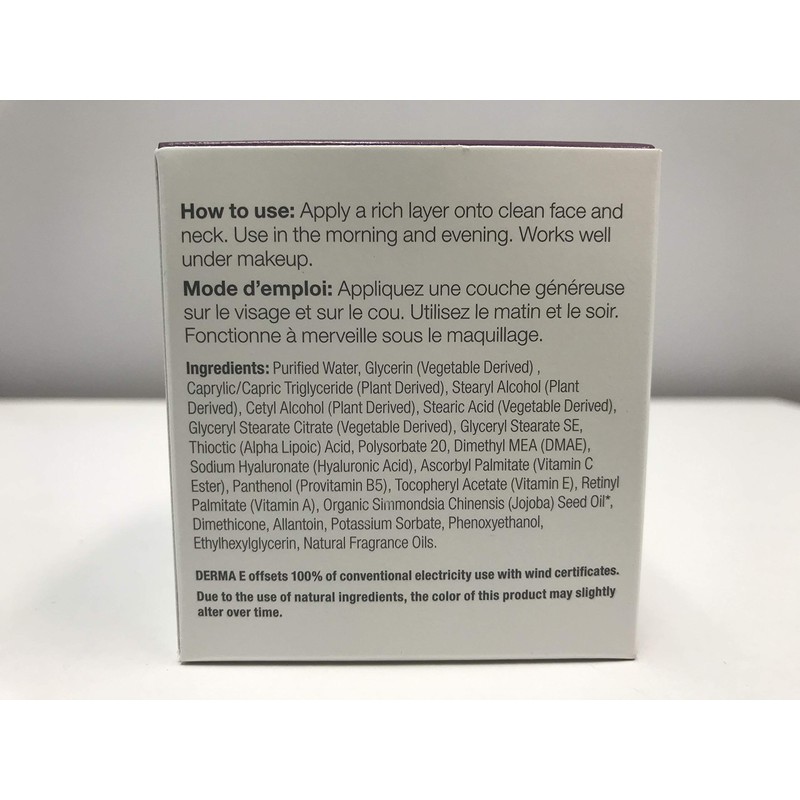 How to use: Apply a rich layer onto clean face and
neck. Use in the morning and evening. Works well
under makeup.
Mode d'emploi: Appliquez une couche généreuse
sur le visage et sur le cou. Utilisez le matin et le soir.
Fonctionne à merveille sous le maquillage.
Ingredients: Purified Water, Glycerin (Vegetable Derived) ,
Caprylic/Capric Triglyceride (Plant Derived), Stearyl Alcohol (Plant
Derived), Cetyl Alcohol (Plant Derived), Stearic Acid (Vegetable Derived),
Glyceryl Stearate Citrate (Vegetable Derived), Glyceryl Stearate SE,
Thioctic (Alpha Lipoic) Acid, Polysorbate 20, Dimethyl MEA (DMAE),
Sodium Hyaluronate (Hyaluronic Acid), Ascorbyl Palmitate (Vitamin C
Ester), Panthenol (Provitamin B5), Tocopheryl Acetate (Vitamin E), Retinyl
Palmitate (Vitamin A), Organic Simmondsia Chinensis (Jojoba) Seed Oil*,
Dimethicone, Allantoin, Potassium Sorbate, Phenoxyethanol,
Ethylhexylglycerin, Natural Fragrance Oils.
DERMA E offsets 100% of conventional electricity use with wind certificates.
Due to the use of natural ingredients, the color of this product may slightly
alter over time.